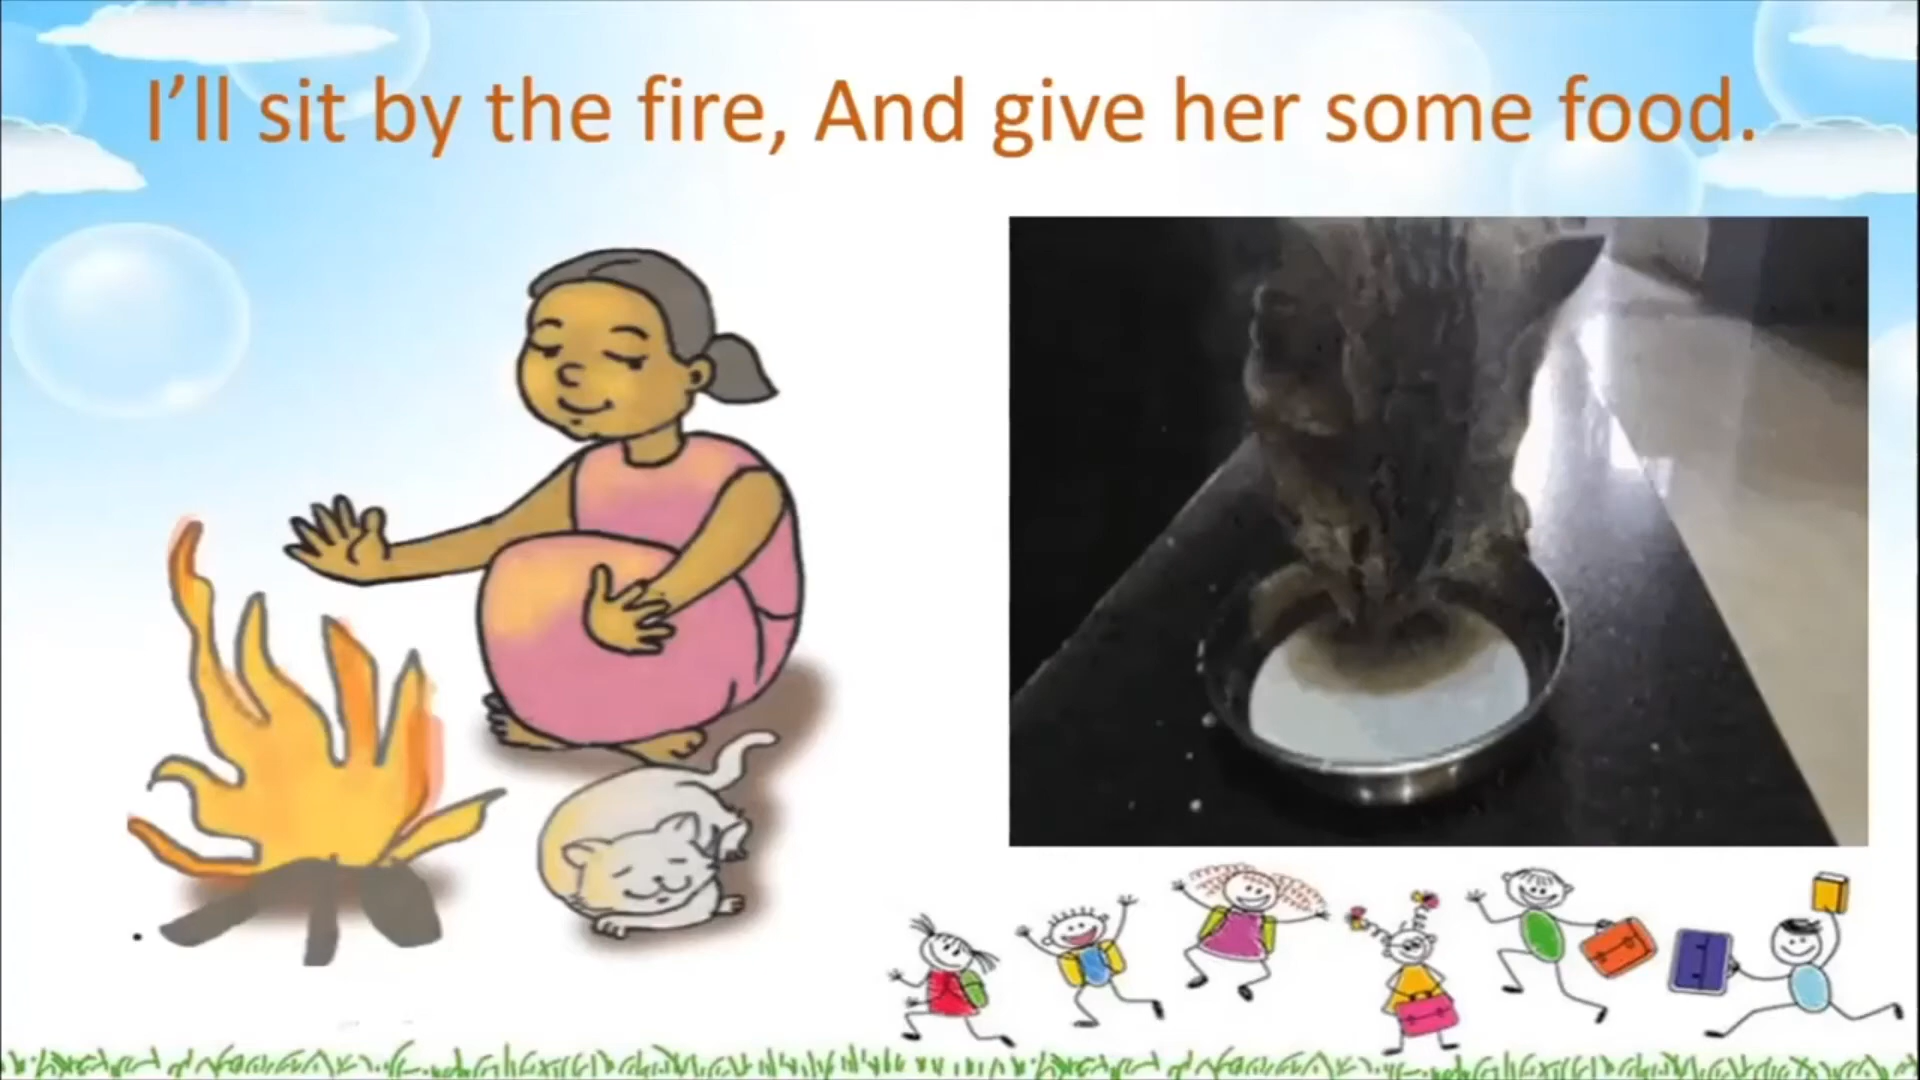 I’ll sit by the fire, And give her some food.